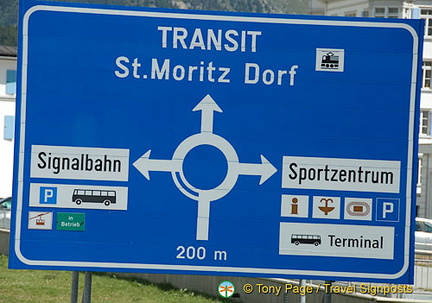 TRANSIT
St.Moritz Dorf
Signalbahn
P
in
Betrieb
Sportzentrum
i
P
Terminal
200 m
© Tony Page / Travel Signposts